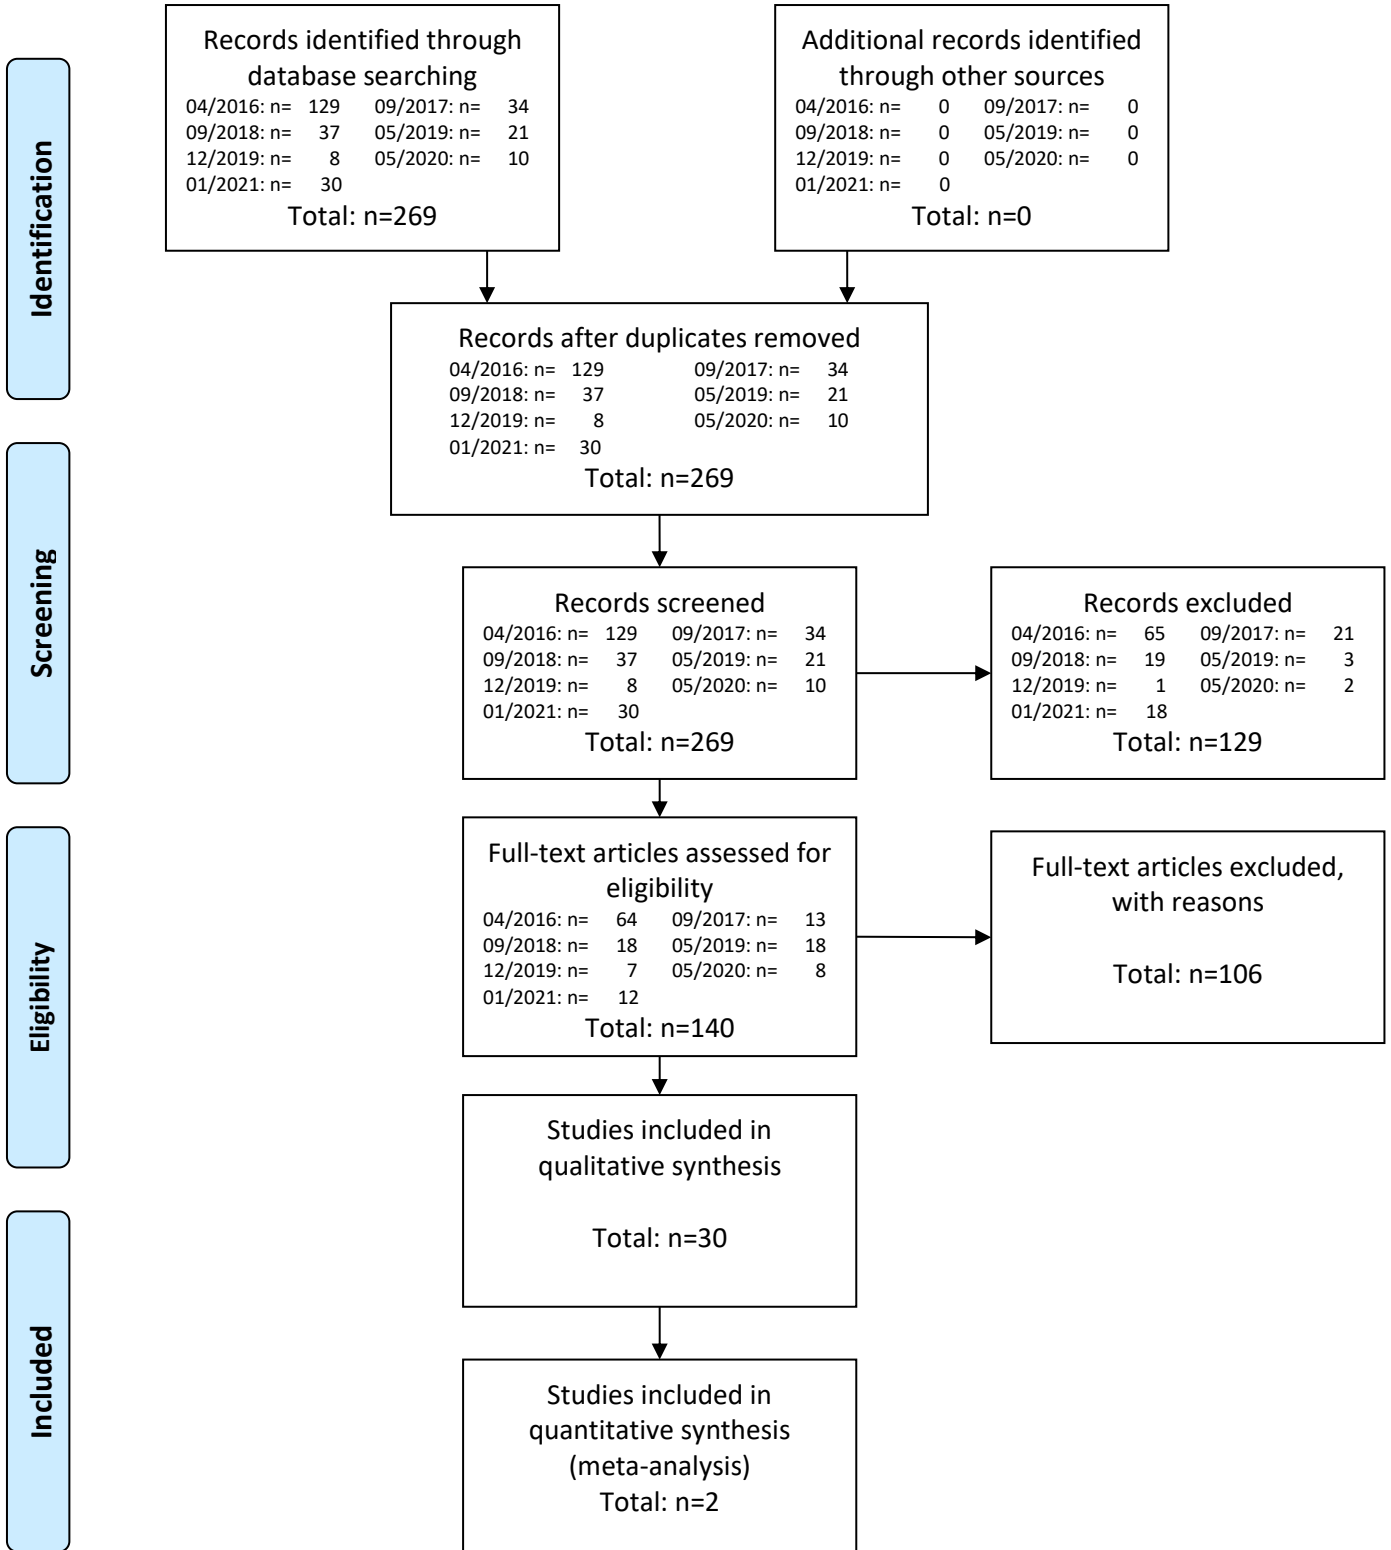 Identification
Records identified through
database searching
04/2016: n= 129 09/2017: n= 34
09/2018: n= 37 05/2019: n= 21
12/2019: n= 8 05/2020: n= 10
01/2021: n= 30
Total: n=269
Additional records identified
through other sources
04/2016: n= 0 09/2017: n= 0
09/2018: n= 0 05/2019: n= 0
12/2019: n= 0 05/2020: n= 0
01/2021: n= 0
Total: n=0
Records after duplicates removed
04/2016: n= 129 09/2017: n= 34
09/2018: n= 37 05/2019: n= 21
12/2019: n= 8 05/2020: n= 10
01/2021: n= 30
Total: n=269
Screening
Records screened
04/2016: n= 129 09/2017: n= 34
09/2018: n= 37 05/2019: n= 21
12/2019: n= 8 05/2020: n= 10
01/2021: n= 30
Total: n=269
Records excluded
04/2016: n= 65 09/2017: n= 21
09/2018: n= 19 05/2019: n= 3
12/2019: n= 1 05/2020: n= 2
01/2021: n= 18
Total: n=129
Eligibility
Full-text articles assessed for
eligibility
04/2016: n= 64 09/2017: n= 13
09/2018: n= 18 05/2019: n= 18
12/2019: n= 7 05/2020: n= 8
01/2021: n= 12
Total: n=140
Full-text articles excluded,
with reasons
Total: n=106
Studies included in
qualitative synthesis
Total: n=30
Included
Studies included in
quantitative synthesis
(meta-analysis)
Total: n=2